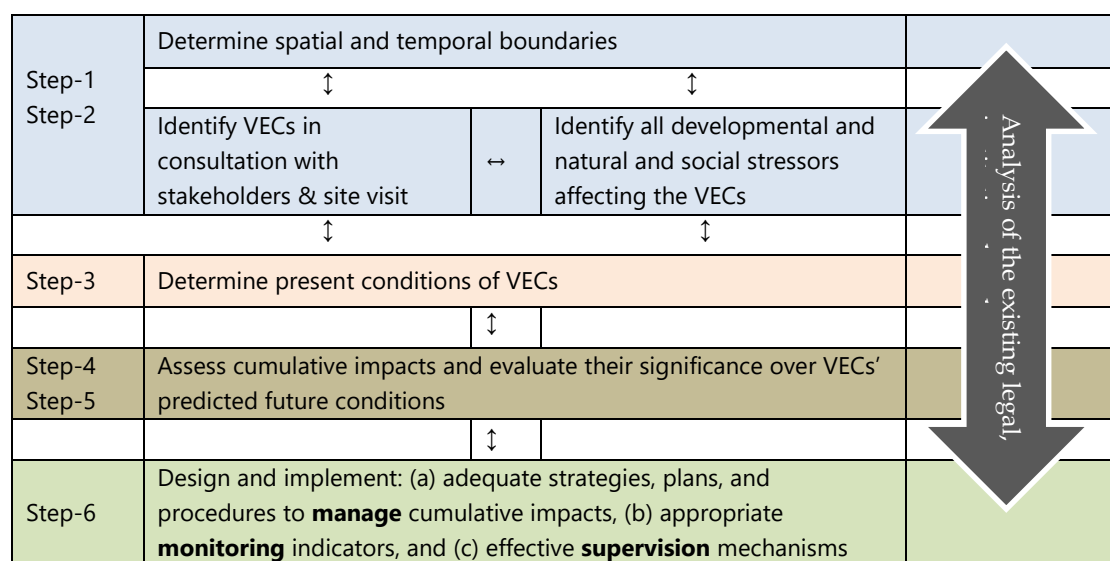 Determine spatial and temporal boundaries
Step-1
Step-2
↕ ↕
Identify VECs in
consultation with
stakeholders & site visit
↔
Identify all developmental and
natural and social stressors
affecting the VECs
↕ ↕
Step-3
Determine present conditions of VECs
↕
Step-4
Step-5
Assess cumulative impacts and evaluate their significance over VECs’
predicted future conditions
↕
Step-6
Design and implement: (a) adequate strategies, plans, and
procedures to manage cumulative impacts, (b) appropriate
monitoring indicators, and (c) effective supervision mechanisms
Analysis of the existing legal,